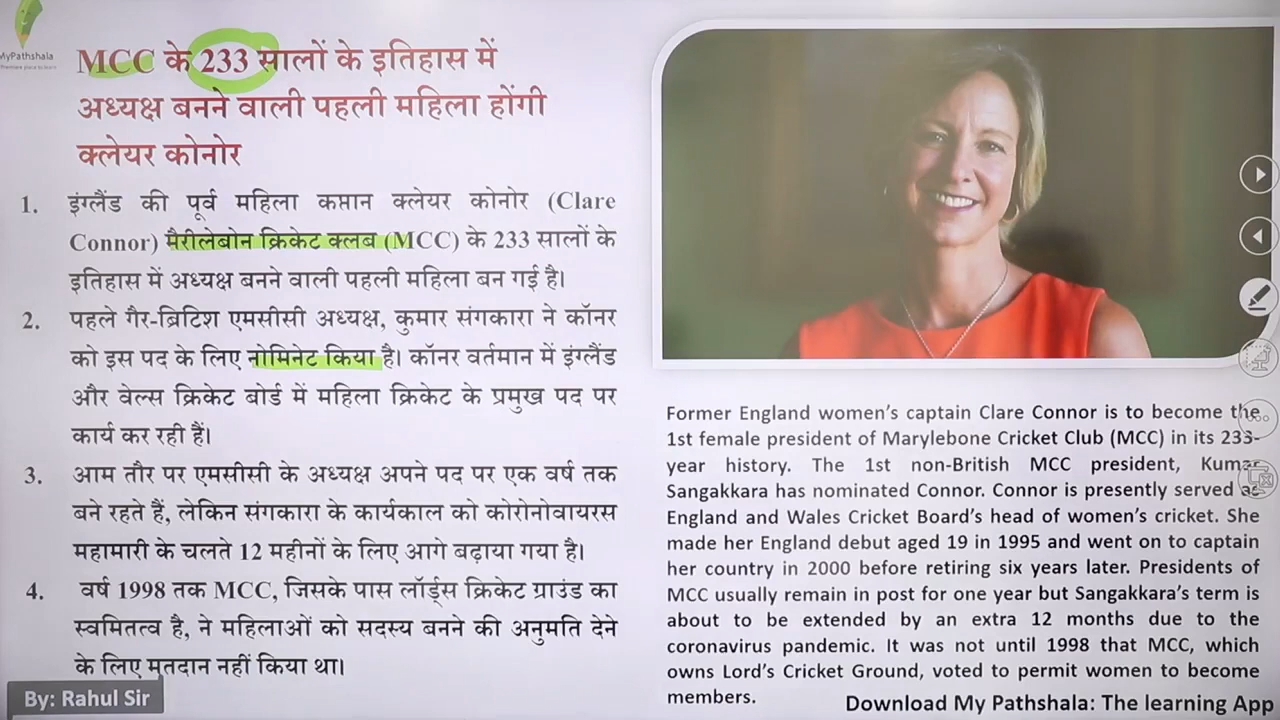 MyPathshala
MCC के 233 सालों के इतिहास में
अध्यक्ष बनने वाली पहली महिला होंगी
क्लेयर कोनोर
1. इंग्लैंड की पूर्व महिला कप्तान क्लेयर कोनोर (Clare
Connor) मैरीलेबोन क्रिकेट क्लब (MCC) के 233 सालों के
इतिहास में अध्यक्ष बनने वाली पहली महिला बन गई है।
2. पहले गैर-ब्रिटिश एमसीसी अध्यक्ष, कुमार संगकारा ने कॉनर
को इस पद के लिए नोमिनेट किया है। कॉनर वर्तमान में इंग्लैंड
और वेल्स क्रिकेट बोर्ड में महिला क्रिकेट के प्रमुख पद पर
कार्य कर रही हैं।
3. आम तौर पर एमसीसी के अध्यक्ष अपने पद पर एक वर्ष तक
बने रहते हैं, लेकिन संगकारा के कार्यकाल को कोरोनोवायरस
महामारी के चलते 12 महीनों के लिए आगे बढ़ाया गया है।
4. वर्ष 1998 तक MCC, जिसके पास लॉर्ड्स क्रिकेट ग्राउंड का
स्वमितत्व है, ने महिलाओं को सदस्य बनने की अनुमति देने
के लिए मतदान नहीं किया था।
By: Rahul Sir
Former England women's captain Clare Connor is to become the
1st female president of Marylebone Cricket Club (MCC) in its 233-
year history. The 1st non-British MCC president, Kumar
Sangakkara has nominated Connor. Connor is presently served as
England and Wales Cricket Board's head of women's cricket. She
made her England debut aged 19 in 1995 and went on to captain
her country in 2000 before retiring six years later. Presidents of
MCC usually remain in post for one year but Sangakkara's term is
about to be extended by an extra 12 months due to the
coronavirus pandemic. It was not until 1998 that MCC, which
owns Lord's Cricket Ground, voted to permit women to become
members.
Download My Pathshala: The learning App